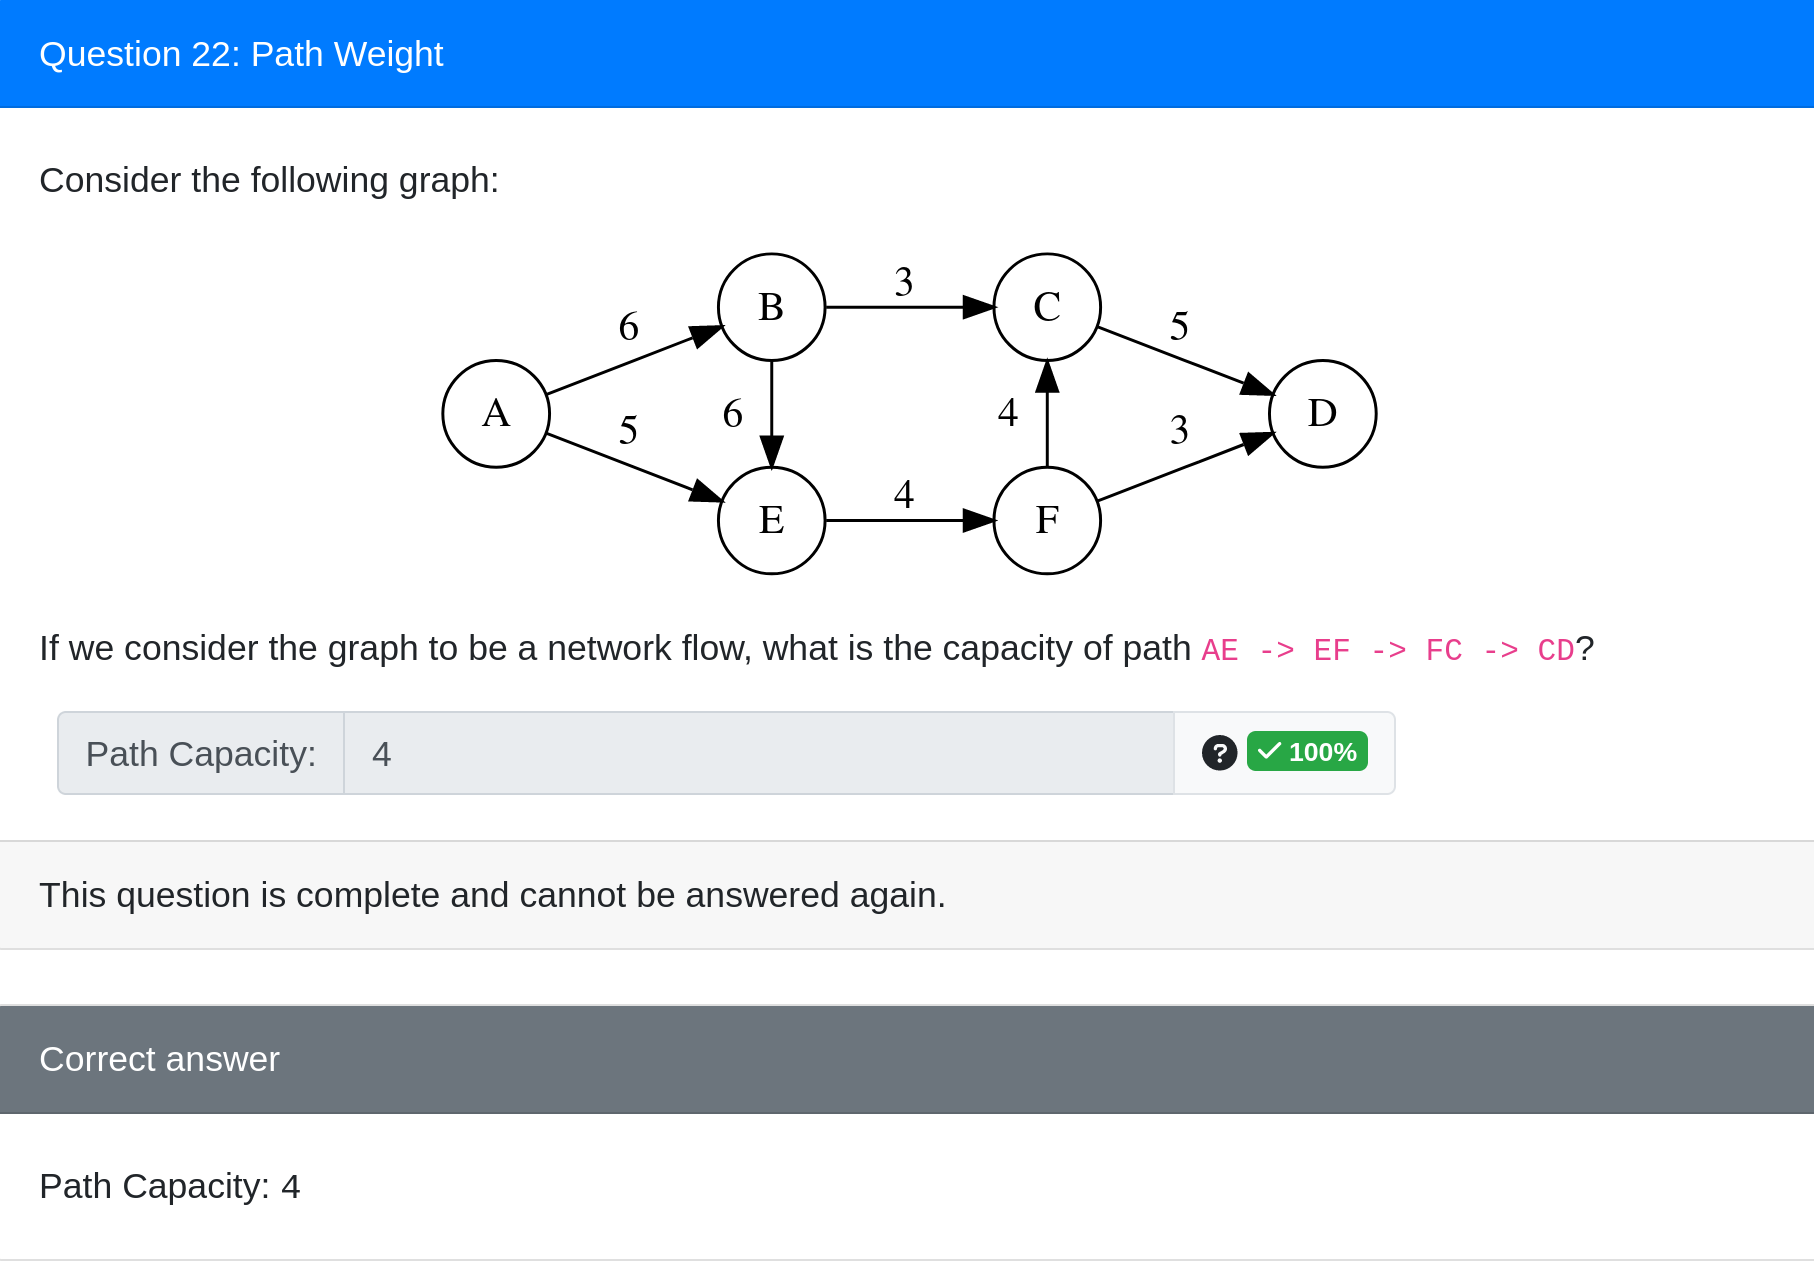 Question 22: Path Weight
Consider the following graph:
B 3 C
6 5
A 6 4 D
5 3
E 4 F
If we consider the graph to be a network flow, what is the capacity of path AE -> EF -> FC -> CD?
Path Capacity: 4 ? 100%
This question is complete and cannot be answered again.
Correct answer
Path Capacity: 4